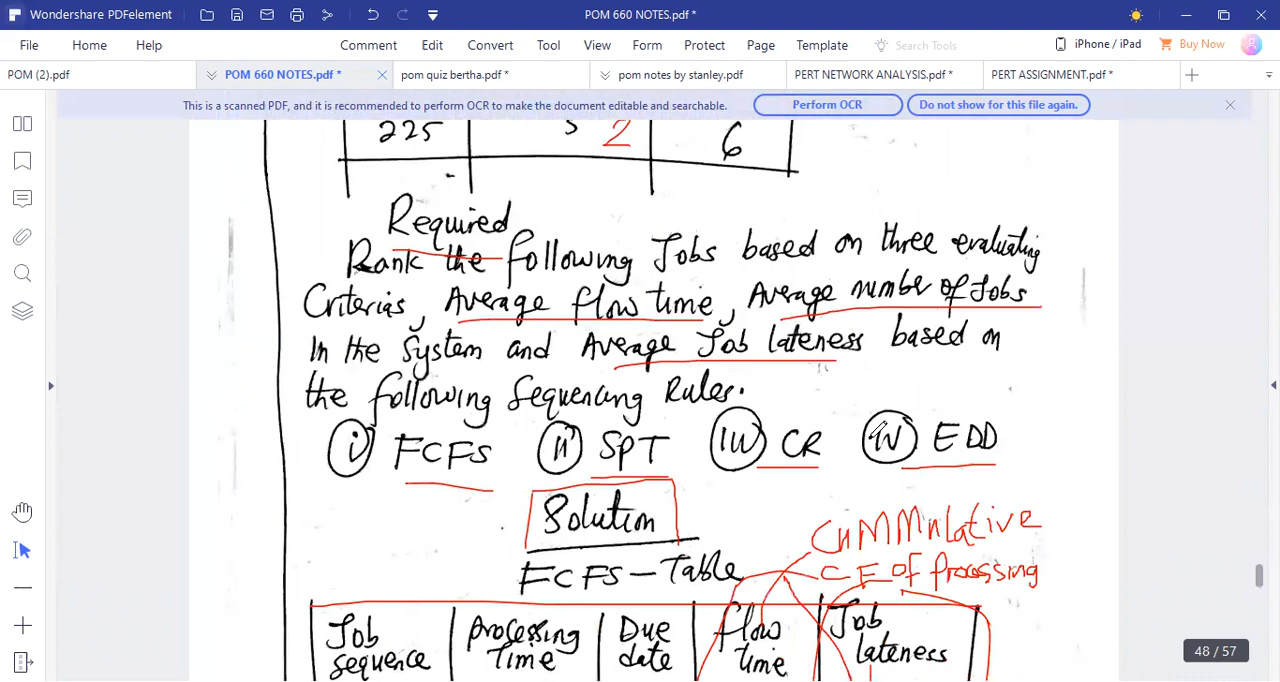 Wondershare PDFelement
POM 660 NOTES.pdf *
File Home Help Comment Edit Convert Tool View Form Protect Page Template Search Tools iPhone / iPad Buy Now
POM (2).pdf POM 660 NOTES.pdf * pom quiz bertha.pdf * pom notes by stanley.pdf PERT NETWORK ANALYSIS.pdf * PERT ASSIGNMENT.pdf *
This is a scanned PDF, and it is recommended to perform OCR to make the document editable and searchable. Perform OCR Do not show for this file again.
225 2 6
Required
Rank the following Jobs based on three evaluating
Criterias, Average flow time, Average number of Jobs
In the System and Average Job lateness based on
the following Sequencing Rules.
(i) FCFS (ii) SPT (iii) CR (iv) EDD
Solution
CUMMulative
FCFS - Table
C F of Processing
Job sequence Processing Time Due date Flow time Job lateness
48 / 57